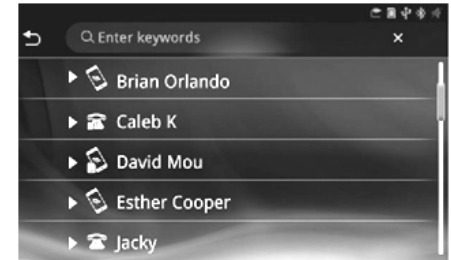 Enter keywords
Brian Orlando
Caleb K
David Mou
Esther Cooper
Jacky